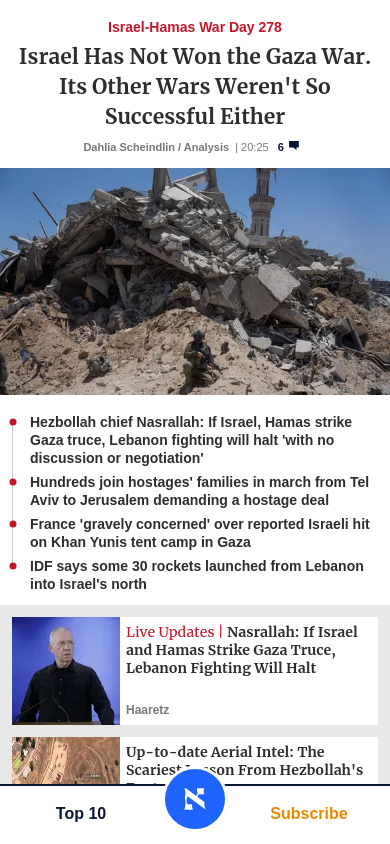 Israel-Hamas War Day 278
Israel Has Not Won the Gaza War.
Its Other Wars Weren't So
Successful Either
Dahlia Scheindlin / Analysis | 20:25 6
Hezbollah chief Nasrallah: If Israel, Hamas strike
Gaza truce, Lebanon fighting will halt 'with no
discussion or negotiation'
Hundreds join hostages' families in march from Tel
Aviv to Jerusalem demanding a hostage deal
France 'gravely concerned' over reported Israeli hit
on Khan Yunis tent camp in Gaza
IDF says some 30 rockets launched from Lebanon
into Israel's north
Live Updates | Nasrallah: If Israel
and Hamas Strike Gaza Truce,
Lebanon Fighting Will Halt
Haaretz
Up-to-date Aerial Intel: The
Scariest Lesson From Hezbollah's
Top 10
Subscribe